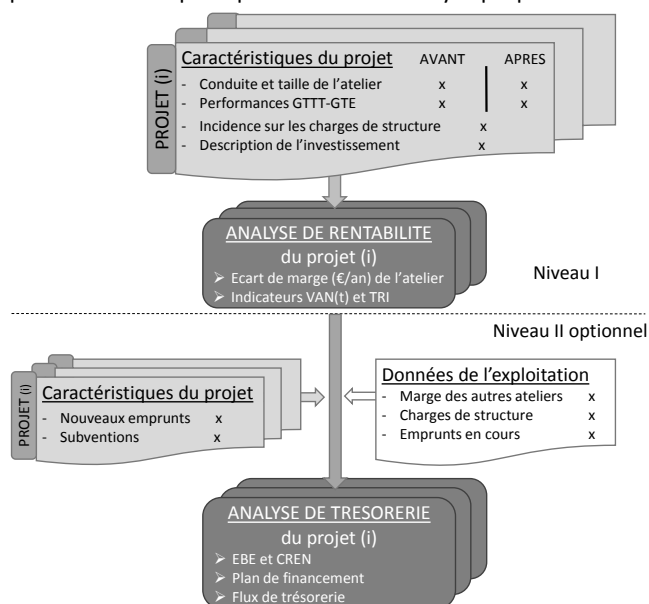 PROJET (i)
Caractéristiques du projet AVANT APRES
- Conduite et taille de l'atelier x x
- Performances GTTT-GTE x x
- Incidence sur les charges de structure x
- Description de l'investissement x
ANALYSE DE RENTABILITE
du projet (i)
➢ Ecart de marge (€/an) de l'atelier
➢ Indicateurs VAN(t) et TRI
Niveau I
Niveau II optionnel
PROJET (i)
Caractéristiques du projet
- Nouveaux emprunts x
- Subventions x
Données de l'exploitation
- Marge des autres ateliers x
- Charges de structure x
- Emprunts en cours x
ANALYSE DE TRESORERIE
du projet (i)
➢ EBE et CREN
➢ Plan de financement
➢ Flux de trésorerie